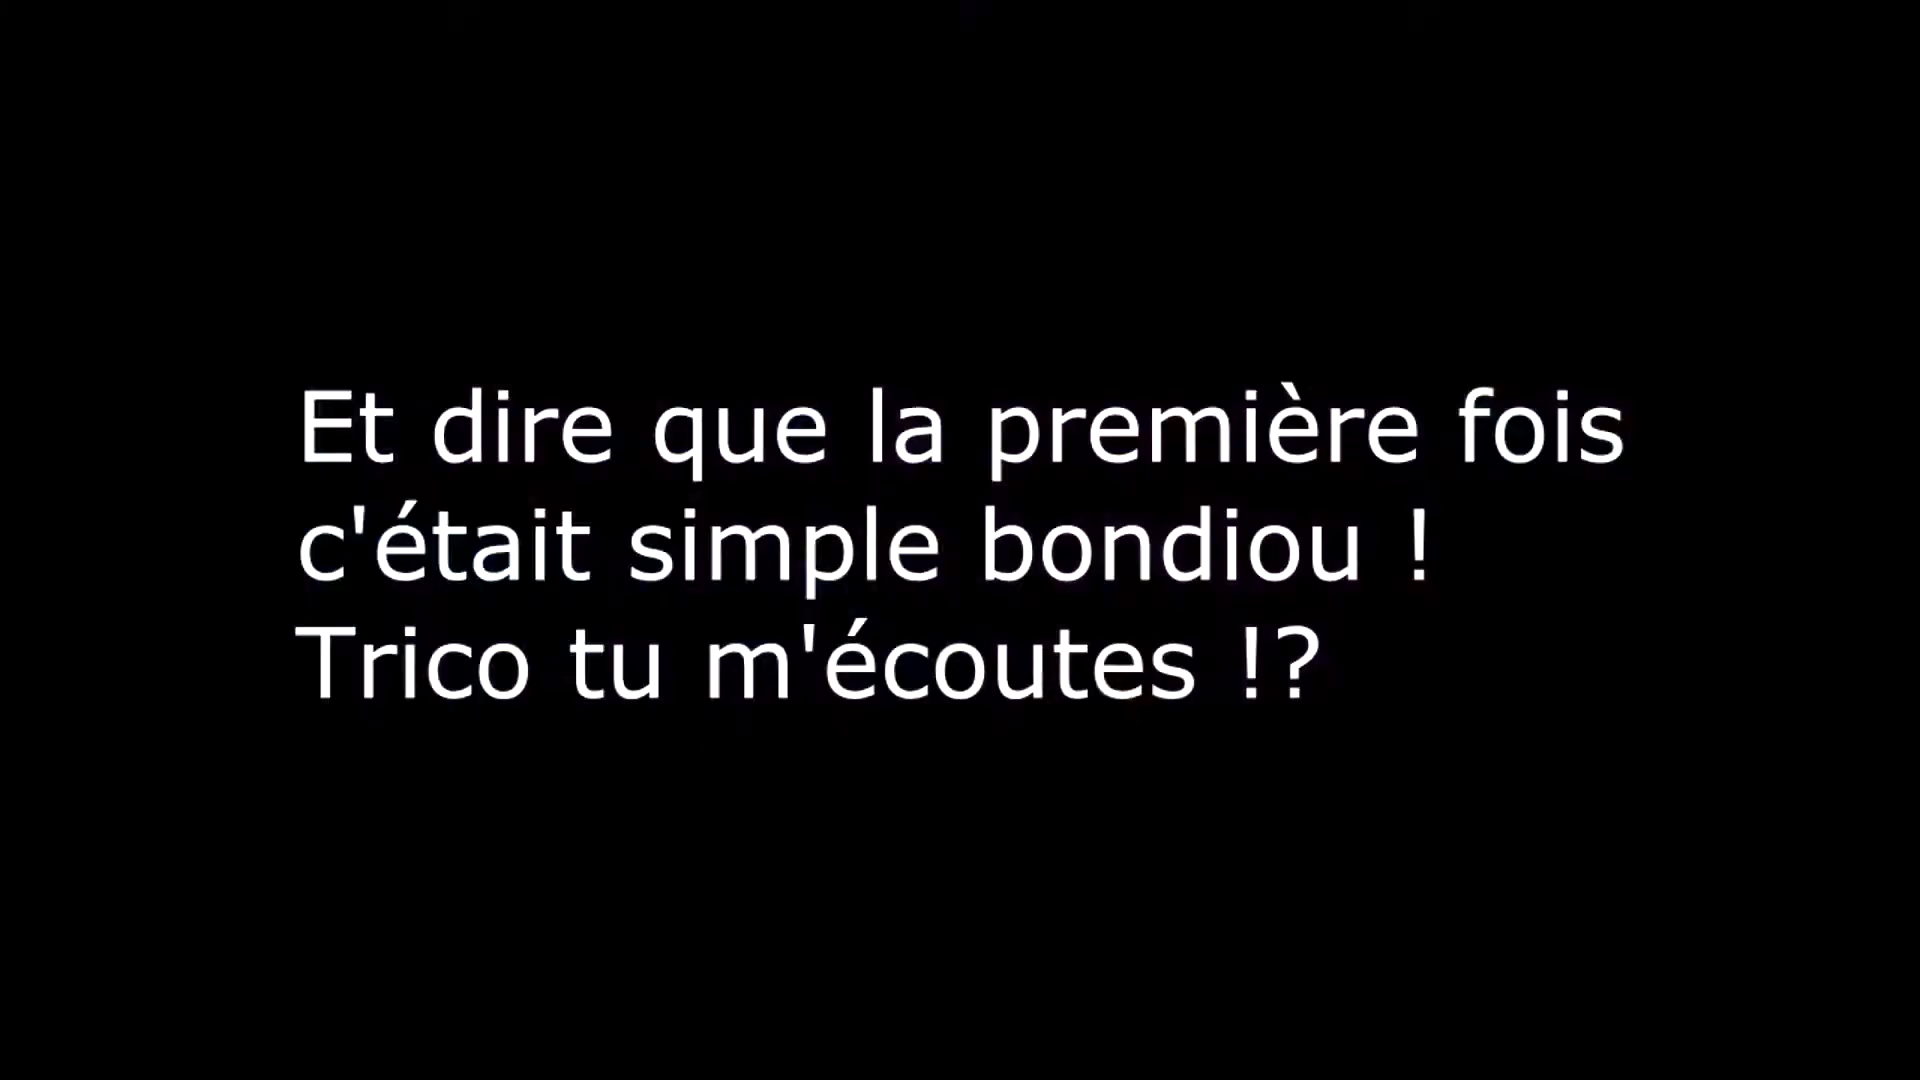 Et dire que la première fois
c'était simple bondiou !
Trico tu m'écoutes !?